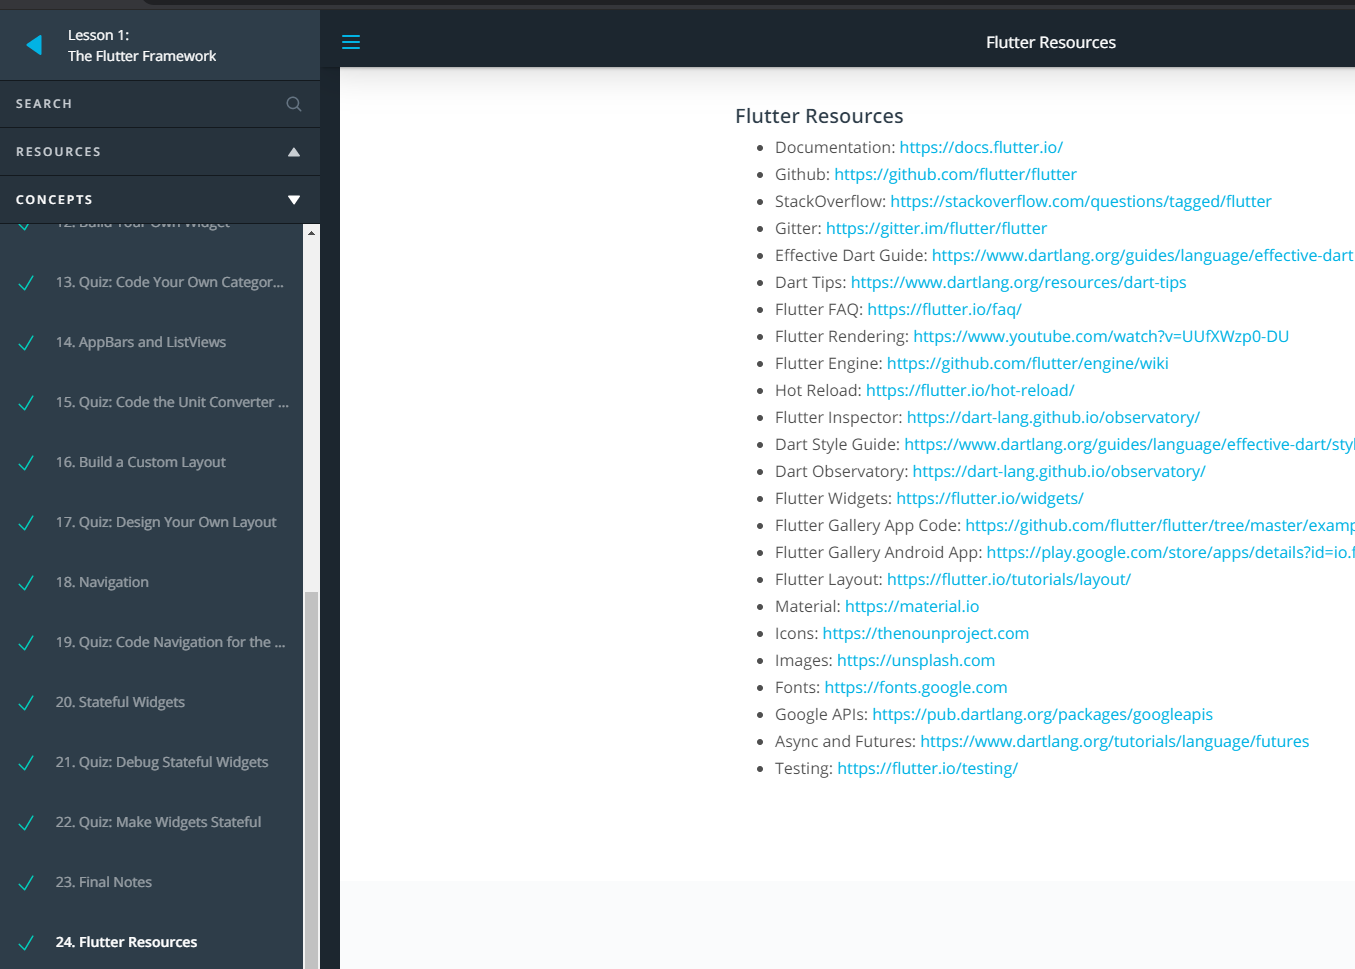 Lesson 1:
The Flutter Framework
SEARCH
RESOURCES
CONCEPTS
12. Build Your Own Widget
13. Quiz: Code Your Own Categor...
14. AppBars and ListViews
15. Quiz: Code the Unit Converter ...
16. Build a Custom Layout
17. Quiz: Design Your Own Layout
18. Navigation
19. Quiz: Code Navigation for the ...
20. Stateful Widgets
21. Quiz: Debug Stateful Widgets
22. Quiz: Make Widgets Stateful
23. Final Notes
24. Flutter Resources
Flutter Resources
Flutter Resources
Documentation: https://docs.flutter.io/
Github: https://github.com/flutter/flutter
StackOverflow: https://stackoverflow.com/questions/tagged/flutter
Gitter: https://gitter.im/flutter/flutter
Effective Dart Guide: https://www.dartlang.org/guides/language/effective-dart
Dart Tips: https://www.dartlang.org/resources/dart-tips
Flutter FAQ: https://flutter.io/faq/
Flutter Rendering: https://www.youtube.com/watch?v=UUfXWzp0-DU
Flutter Engine: https://github.com/flutter/engine/wiki
Hot Reload: https://flutter.io/hot-reload/
Flutter Inspector: https://dart-lang.github.io/observatory/
Dart Style Guide: https://www.dartlang.org/guides/language/effective-dart/styl
Dart Observatory: https://dart-lang.github.io/observatory/
Flutter Widgets: https://flutter.io/widgets/
Flutter Gallery App Code: https://github.com/flutter/flutter/tree/master/examp
Flutter Gallery Android App: https://play.google.com/store/apps/details?id=io.f
Flutter Layout: https://flutter.io/tutorials/layout/
Material: https://material.io
Icons: https://thenounproject.com
Images: https://unsplash.com
Fonts: https://fonts.google.com
Google APIs: https://pub.dartlang.org/packages/googleapis
Async and Futures: https://www.dartlang.org/tutorials/language/futures
Testing: https://flutter.io/testing/